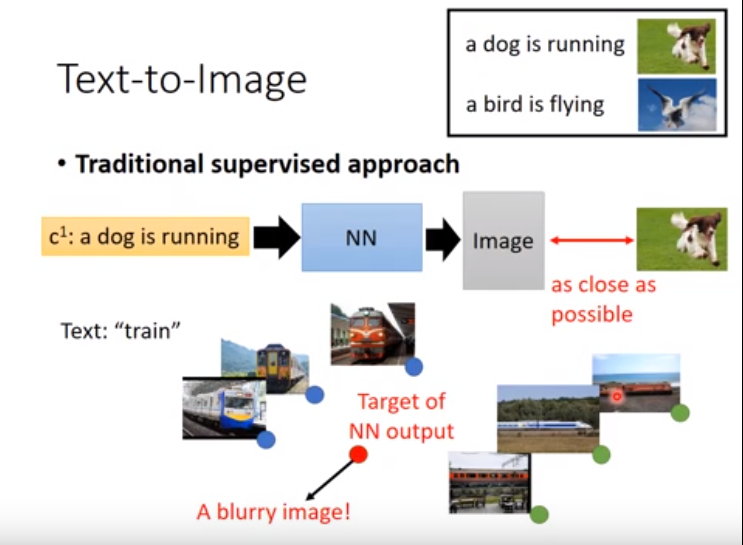 Text-to-Image
a dog is running
a bird is flying
• Traditional supervised approach
c¹: a dog is running
NN
Image
as close as
possible
Text: “train”
Target of
NN output
A blurry image!